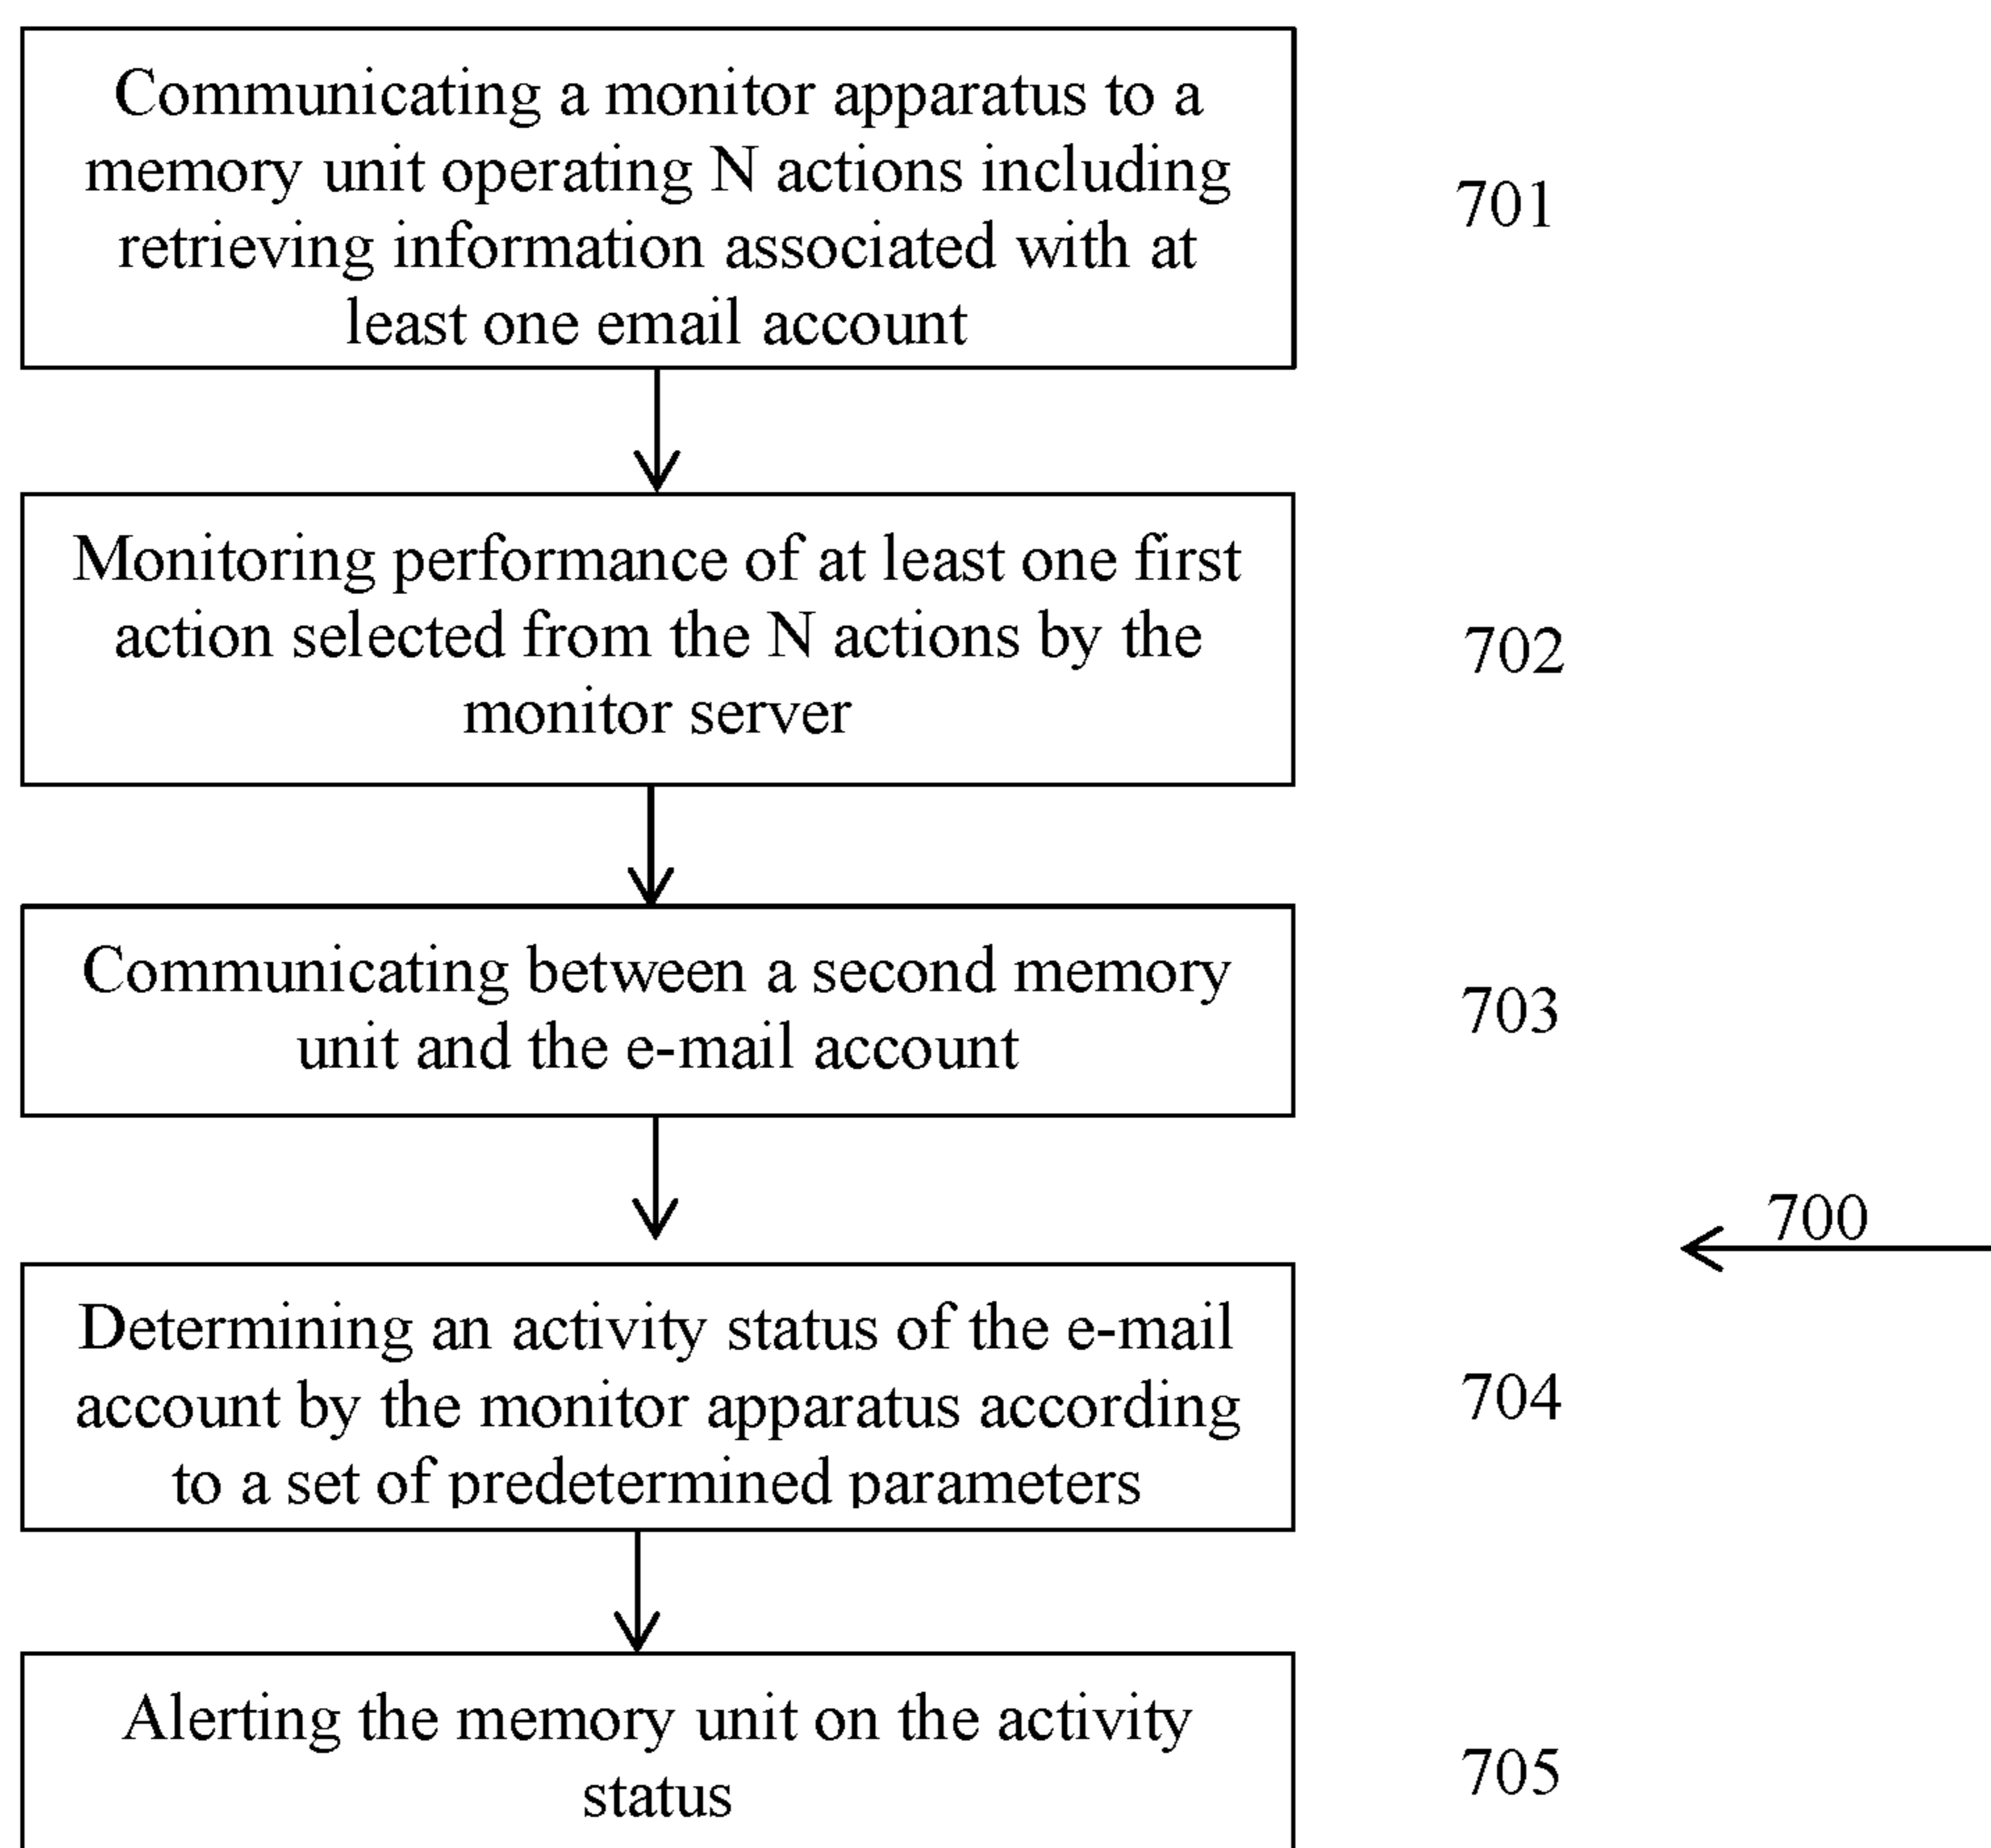 Communicating a monitor apparatus to a
memory unit operating N actions including
retrieving information associated with at
least one email account
701
Monitoring performance of at least one first
action selected from the N actions by the
monitor server
702
Communicating between a second memory
unit and the e-mail account
703
700
Determining an activity status of the e-mail
account by the monitor apparatus according
to a set of predetermined parameters
704
Alerting the memory unit on the activity
status
705